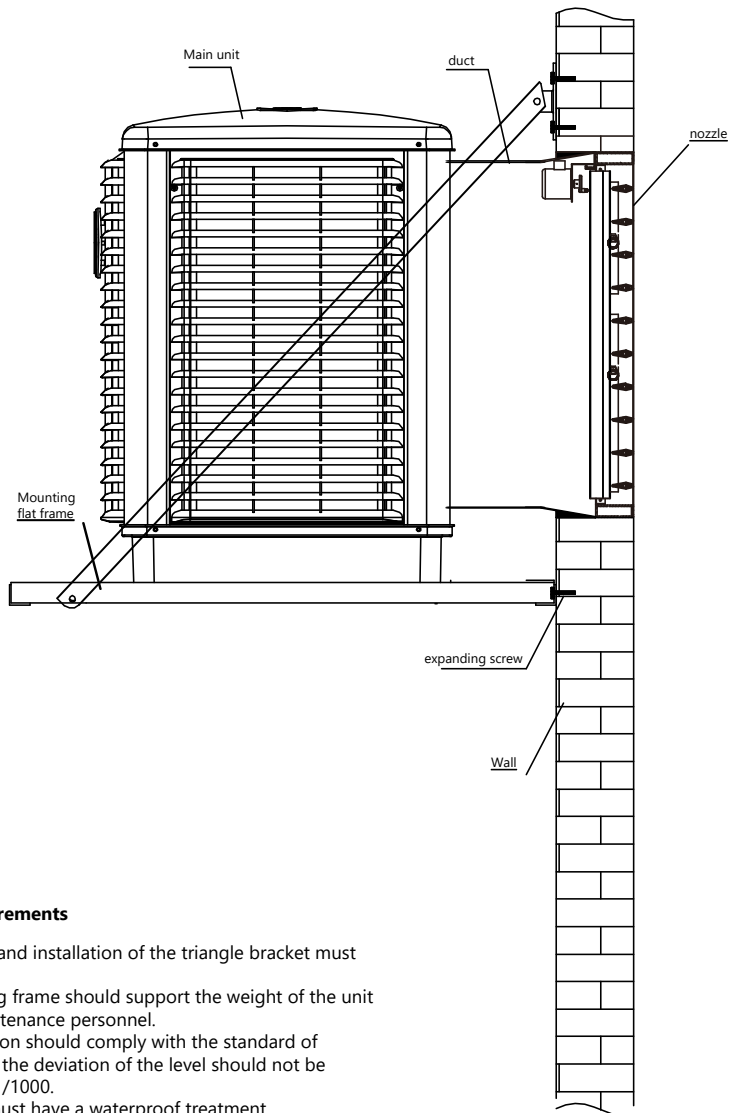 Main unit
duct
nozzle
Mounting
flat frame
expanding screw
Wall
rements
and installation of the triangle bracket must
g frame should support the weight of the unit
tenance personnel.
on should comply with the standard of
the deviation of the level should not be
/1000.
ust have a waterproof treatment